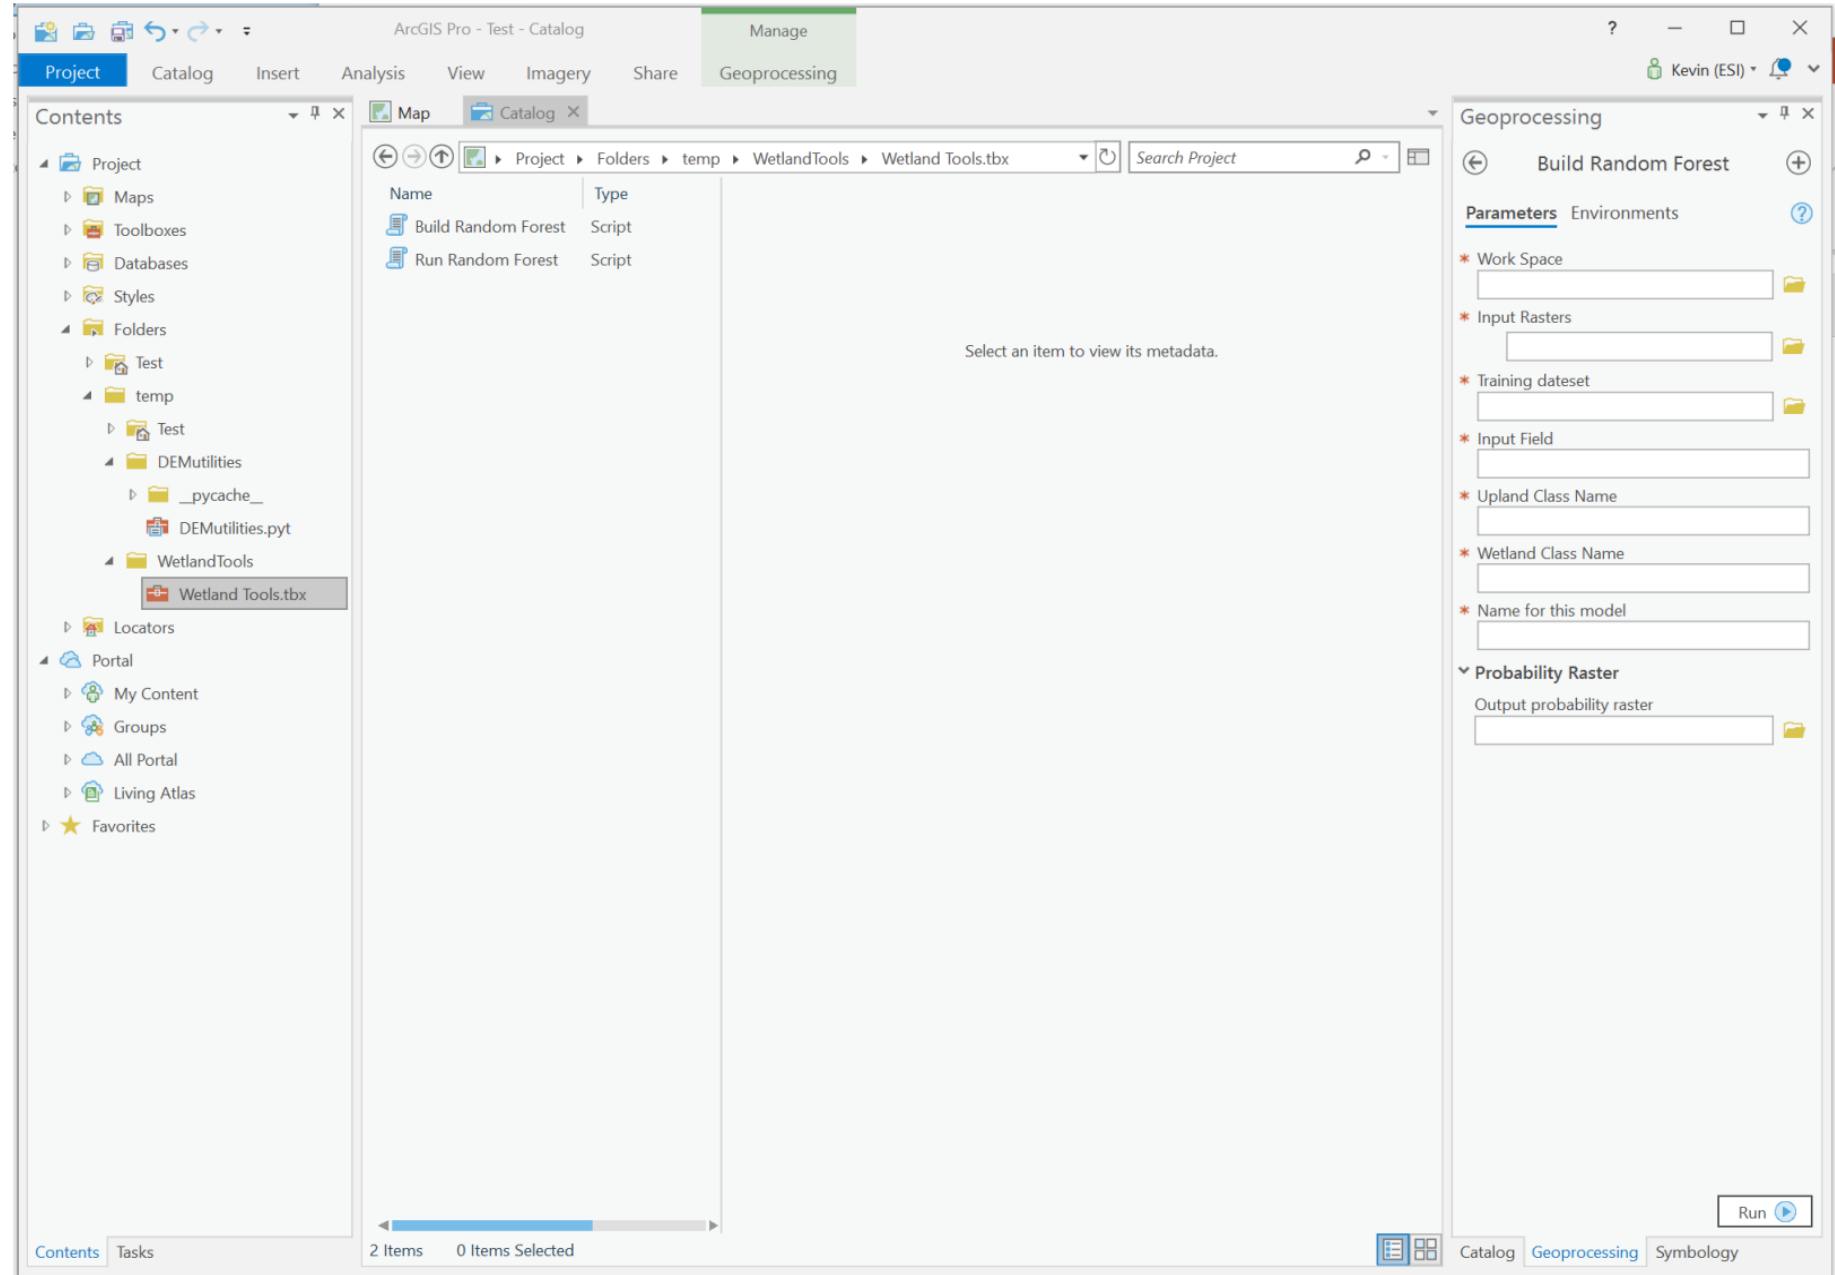 ArcGIS Pro - Test - Catalog
Manage
?
Project Catalog Insert Analysis View Imagery Share Geoprocessing
Kevin (ESI)
Contents
Project
Maps
Toolboxes
Databases
Styles
Folders
Test
temp
Test
DEMutilities
__pycache__
DEMutilities.pyt
WetlandTools
Wetland Tools.tbx
Locators
Portal
My Content
Groups
All Portal
Living Atlas
Favorites
Contents Tasks
Map Catalog
Project Folders temp WetlandTools Wetland Tools.tbx
Search Project
Name Type
Build Random Forest Script
Run Random Forest Script
Select an item to view its metadata.
2 Items 0 Items Selected
Geoprocessing
Build Random Forest
Parameters Environments
?
* Work Space
* Input Rasters
* Training dateset
* Input Field
* Upland Class Name
* Wetland Class Name
* Name for this model
Probability Raster
Output probability raster
Run
Catalog Geoprocessing Symbology